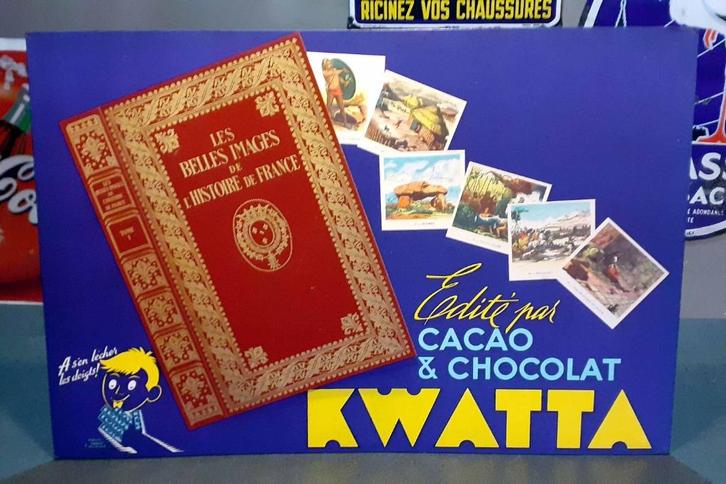 RICINEZ VOS CHAUSSURES
LES
BELLES IMAGES
DE
L'HISTOIRE DE FRANCE
TOME
Edité par
CACAO
& CHOCOLAT
KWATTA
A s'en lécher
les doigts!